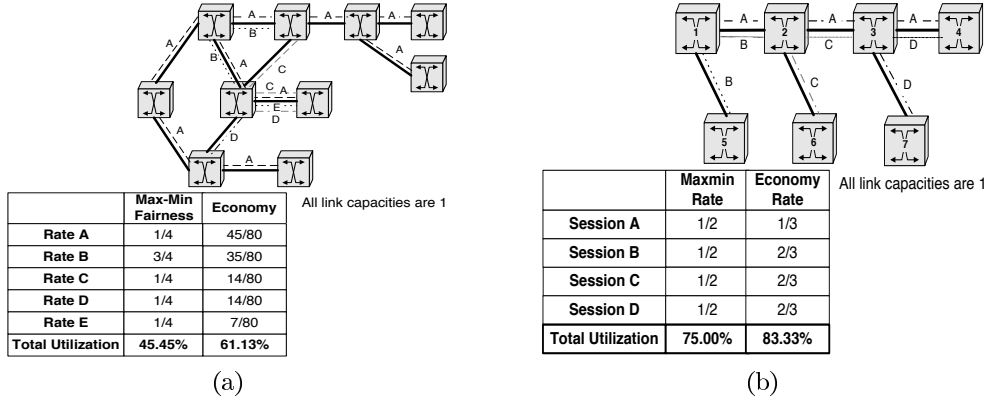 A
A
A
A
B
B
A
C
A
A
C
A
E
D
D
A
A
All link capacities are 1
Max-Min Fairness Economy
Rate A 1/4 45/80
Rate B 3/4 35/80
Rate C 1/4 14/80
Rate D 1/4 14/80
Rate E 1/4 7/80
Total Utilization 45.45% 61.13%
(a)
A A A
1 2 3 4
B C D
B C D
5 6 7
All link capacities are 1
Maxmin Rate Economy Rate
Session A 1/2 1/3
Session B 1/2 2/3
Session C 1/2 2/3
Session D 1/2 2/3
Total Utilization 75.00% 83.33%
(b)